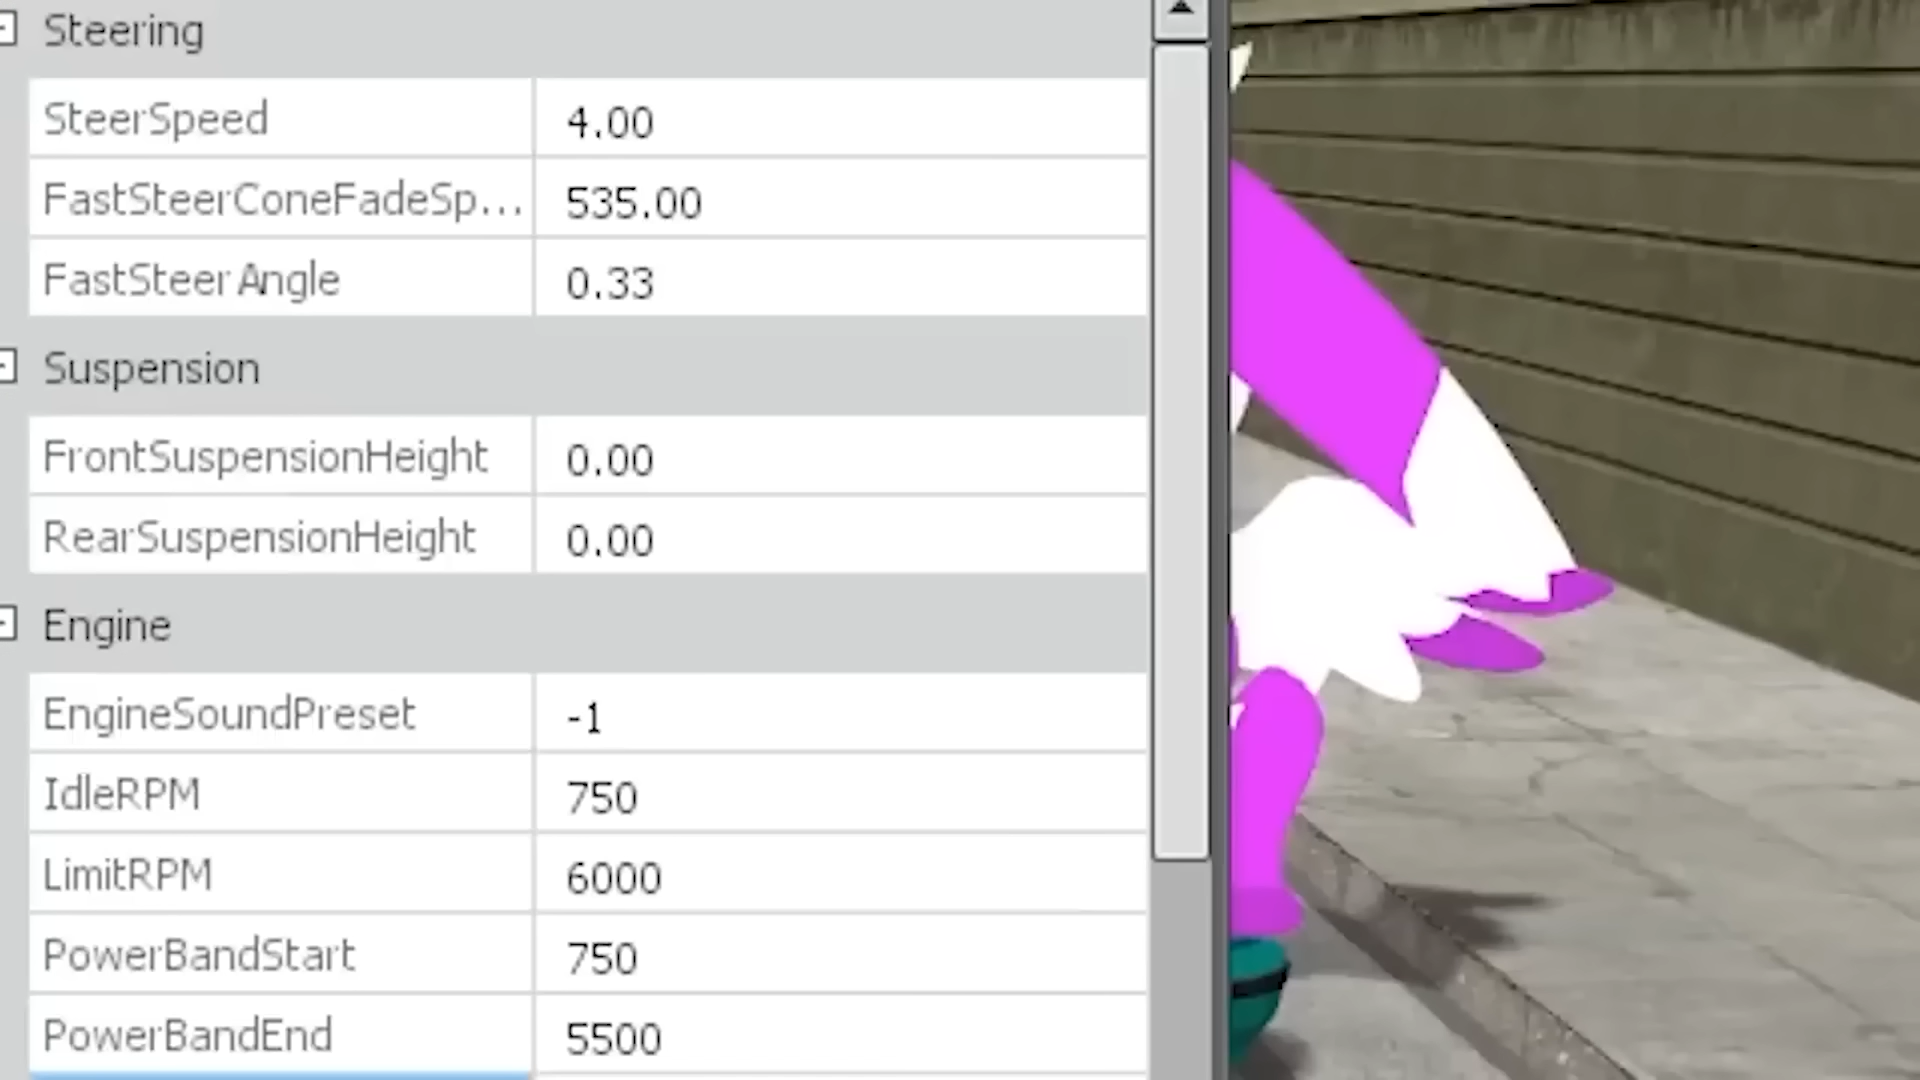 Steering
SteerSpeed 4.00
FastSteerConeFadeSp... 535.00
FastSteerAngle 0.33
Suspension
FrontSuspensionHeight 0.00
RearSuspensionHeight 0.00
Engine
EngineSoundPreset -1
IdleRPM 750
LimitRPM 6000
PowerBandStart 750
PowerBandEnd 5500